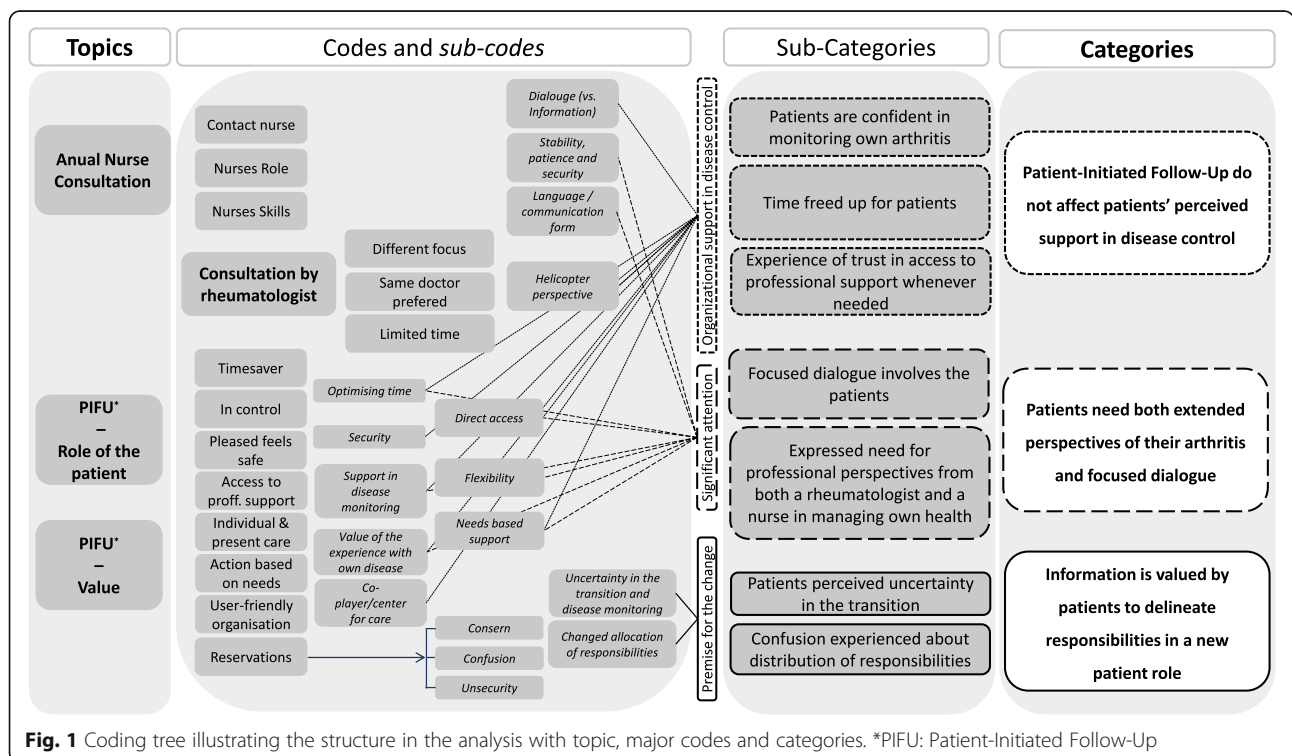 Topics
Codes and sub-codes
Sub-Categories
Categories
Anual Nurse
Consultation
PIFU*
–
Role of the
patient
PIFU*
–
Value
Contact nurse
Nurses Role
Nurses Skills
Consultation by
rheumatologist
Different focus
Same doctor
prefered
Limited time
Dialouge (vs.
Information)
Stability,
patience and
security
Language /
communication
form
Helicopter
perspective
Timesaver
In control
Pleased feels
safe
Access to
proff. support
Individual &
present care
Action based
on needs
User-friendly
organisation
Reservations
Optimising time
Security
Support in
disease
monitoring
Value of the
experience with
own disease
Co-
player/center
for care
Direct access
Flexibility
Needs based
support
Consern
Confusion
Unsecurity
Uncertainty in the
transition and
disease monitoring
Changed allocation
of responsibilities
Organizational support in disease control
Significant attention
Premise for the change
Patients are confident in
monitoring own arthritis
Time freed up for patients
Experience of trust in access to
professional support whenever
needed
Focused dialogue involves the
patients
Expressed need for
professional perspectives from
both a rheumatologist and a
nurse in managing own health
Patients perceived uncertainty
in the transition
Confusion experienced about
distribution of responsibilities
Patient-Initiated Follow-Up do
not affect patients' perceived
support in disease control
Patients need both extended
perspectives of their arthritis
and focused dialogue
Information is valued by
patients to delineate
responsibilities in a new
patient role
Fig. 1 Coding tree illustrating the structure in the analysis with topic, major codes and categories. *PIFU: Patient-Initiated Follow-Up